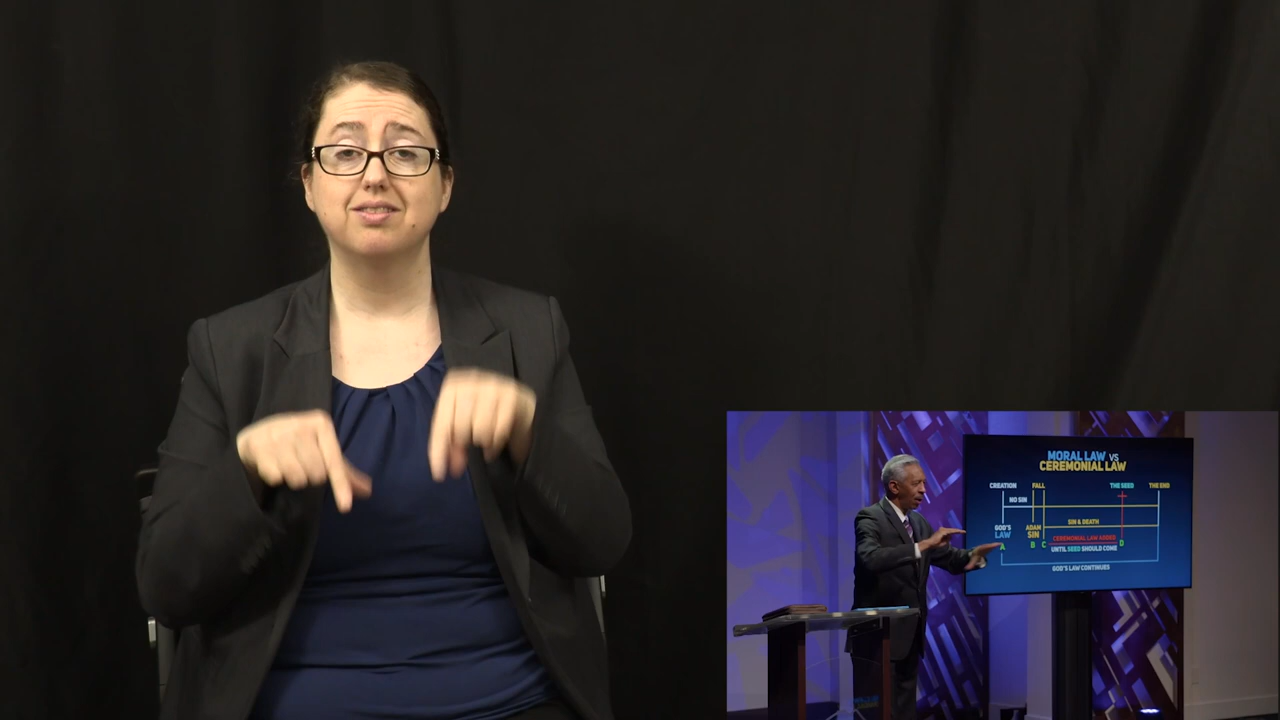 MORAL LAW VS
CEREMONIAL LAW
CREATION FALL THE SEED THE END
NO SIN
SIN & DEATH
GOD'S
LAW
ADAM
SIN
CEREMONIAL LAW ADDED
A B C D
UNTIL SEED SHOULD COME
GOD'S LAW CONTINUES